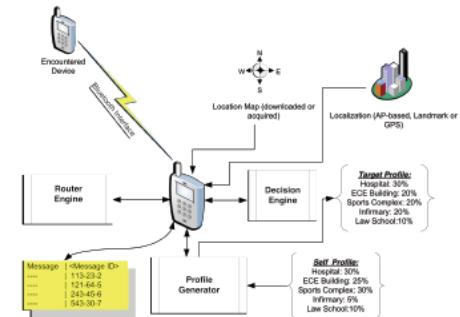 Encountered
Device
Bluetooth Interface
N
W
E
S
Location Map (downloaded or
acquired)
Localization (AP-based, Landmark or
GPS)
Router
Engine
Decision
Engine
Target Profile:
Hospital: 30%
ECE Building: 20%
Sports Complex: 20%
Infirmary: 20%
Law School:10%
Message | <Message ID>
---- | 113-23-2
---- | 121-64-5
---- | 243-45-6
---- | 543-30-7
Profile
Generator
Self Profile:
Hospital: 30%
ECE Building: 25%
Sports Complex: 30%
Infirmary: 5%
Law School:10%